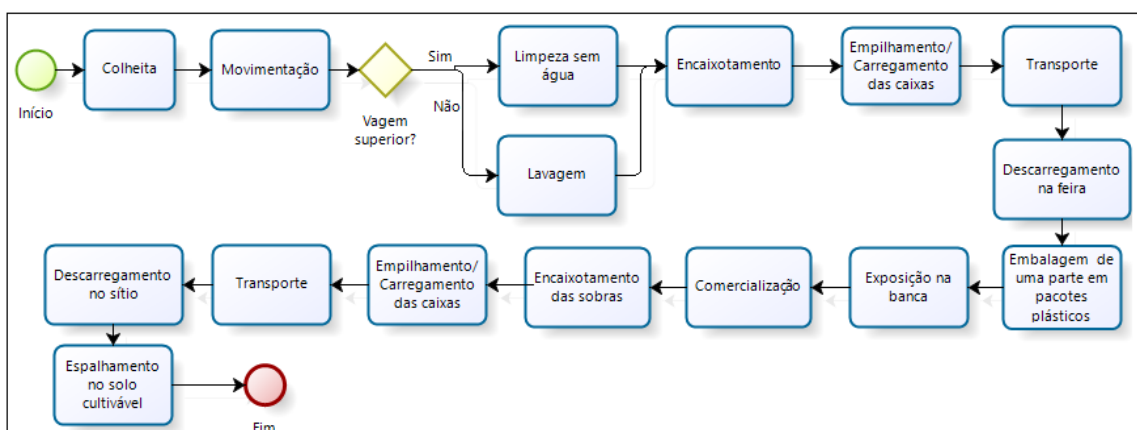 Início
Colheita
Movimentação
Vagem
superior?
Sim
Não
Limpeza sem
água
Lavagem
Encaixotamento
Empilhamento/
Carregamento
das caixas
Transporte
Descarregamento
na feira
Embalagem de
uma parte em
pacotes
plásticos
Exposição na
banca
Comercialização
Encaixotamento
das sobras
Empilhamento/
Carregamento
das caixas
Transporte
Descarregamento
no sítio
Espalhamento
no solo
cultivável
Fim